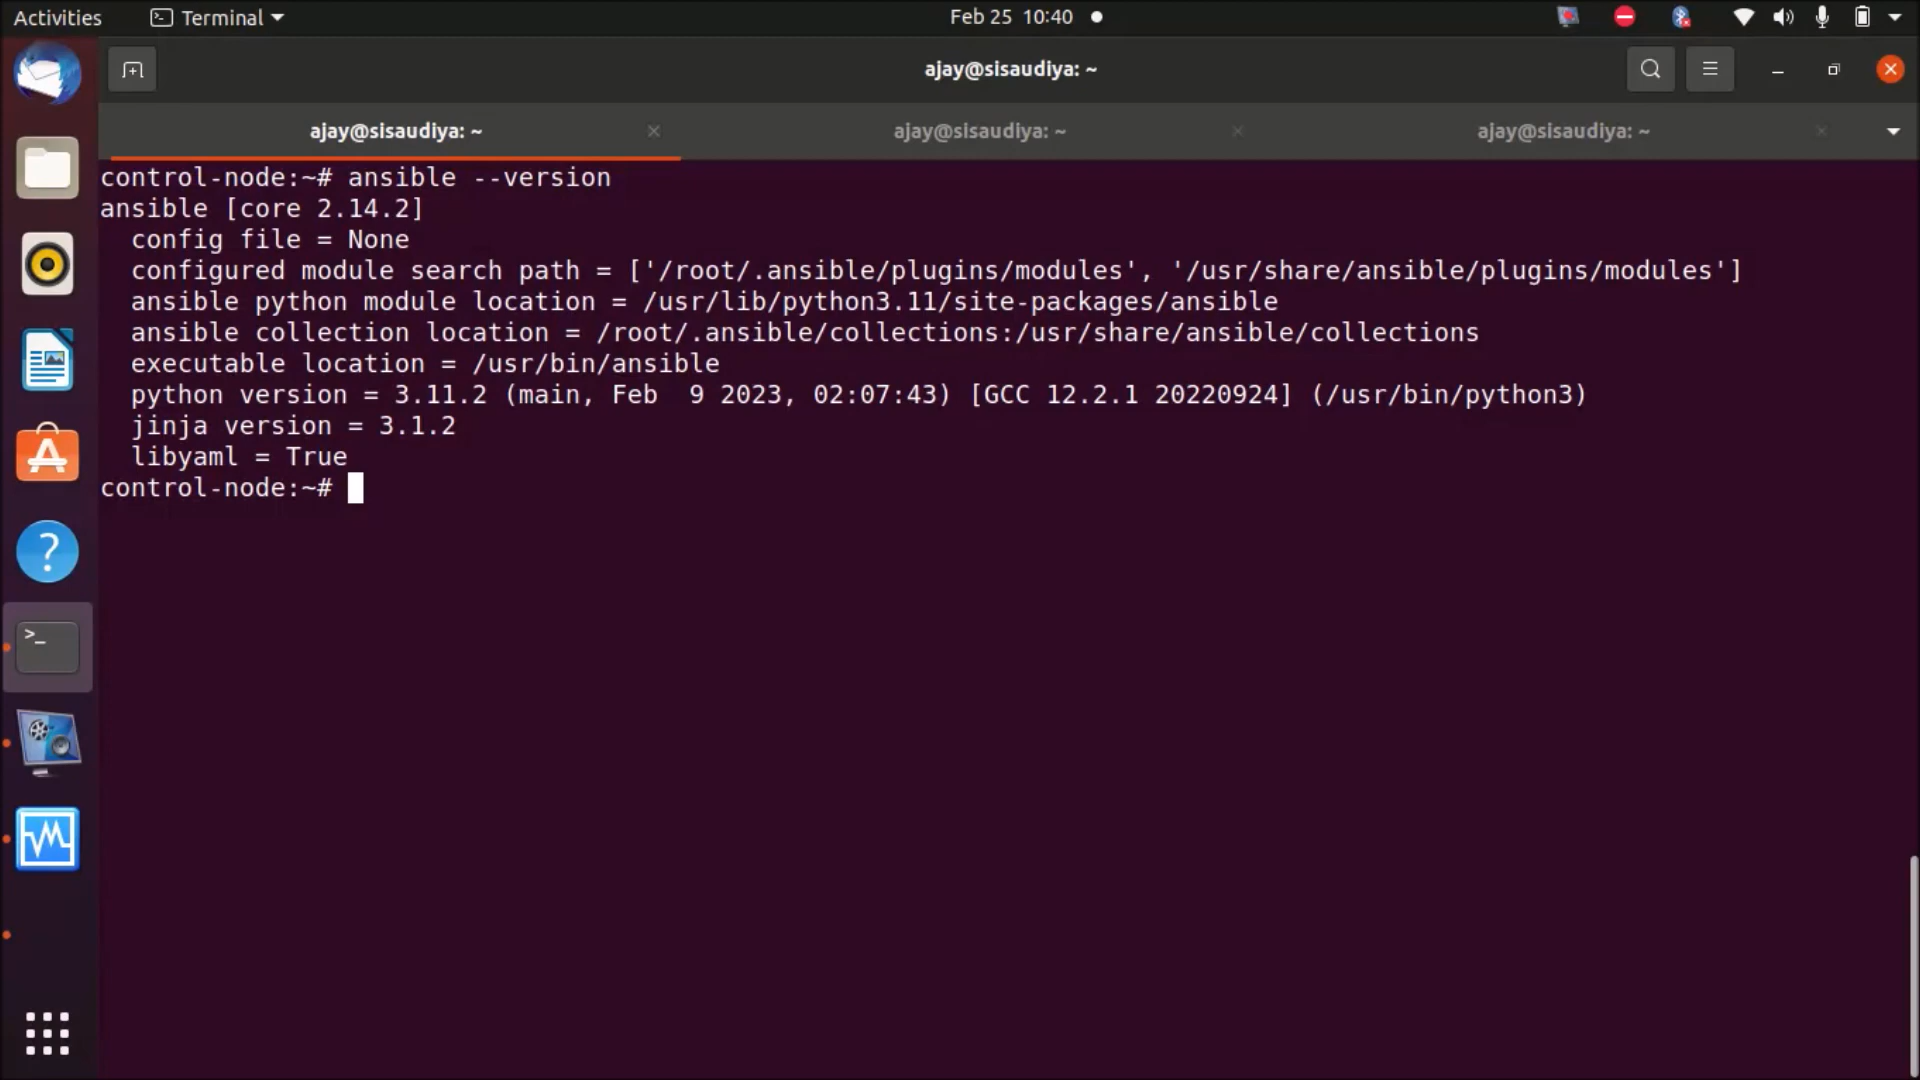 Activities
Terminal
Feb 25 10:40
ajay@sisaudiya: ~
ajay@sisaudiya: ~
ajay@sisaudiya: ~
ajay@sisaudiya: ~
control-node:~# ansible --version
ansible [core 2.14.2]
  config file = None
  configured module search path = ['/root/.ansible/plugins/modules', '/usr/share/ansible/plugins/modules']
  ansible python module location = /usr/lib/python3.11/site-packages/ansible
  ansible collection location = /root/.ansible/collections:/usr/share/ansible/collections
  executable location = /usr/bin/ansible
  python version = 3.11.2 (main, Feb  9 2023, 02:07:43) [GCC 12.2.1 20220924] (/usr/bin/python3)
  jinja version = 3.1.2
  libyaml = True
control-node:~#